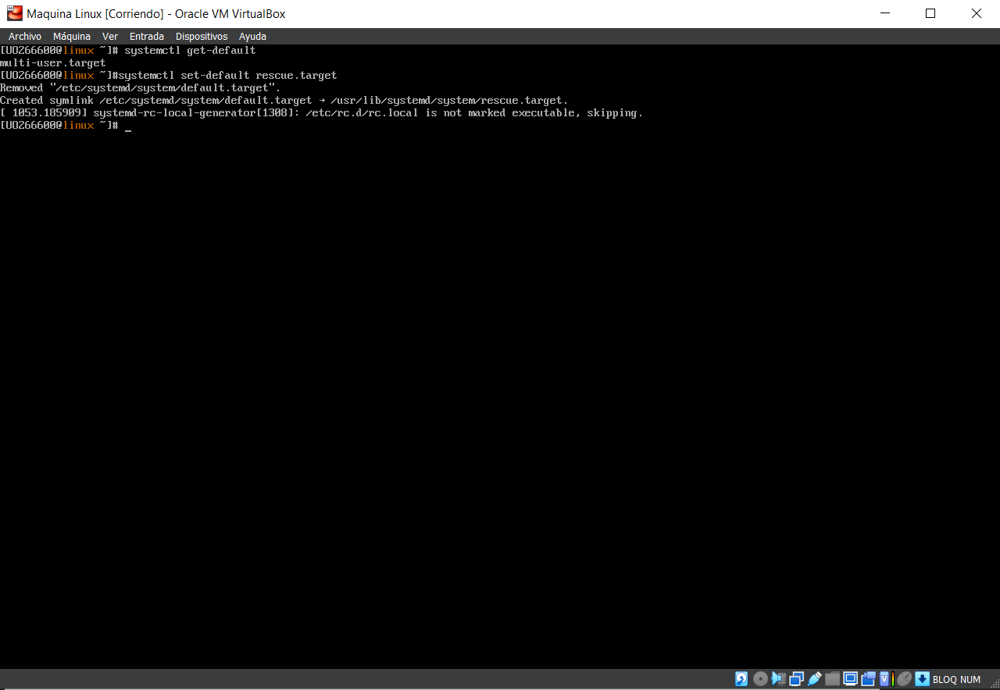 Maquina Linux [Corriendo] - Oracle VM VirtualBox
Archivo Máquina Ver Entrada Dispositivos Ayuda
[UO266600@linux ~]# systemctl get-default
multi-user.target
[UO266600@linux ~]#systemctl set-default rescue.target
Removed "/etc/systemd/system/default.target".
Created symlink /etc/systemd/system/default.target → /usr/lib/systemd/system/rescue.target.
[ 1053.185909] systemd-rc-local-generator[1308]: /etc/rc.d/rc.local is not marked executable, skipping.
[UO266600@linux ~]# _
BLOQ NUM